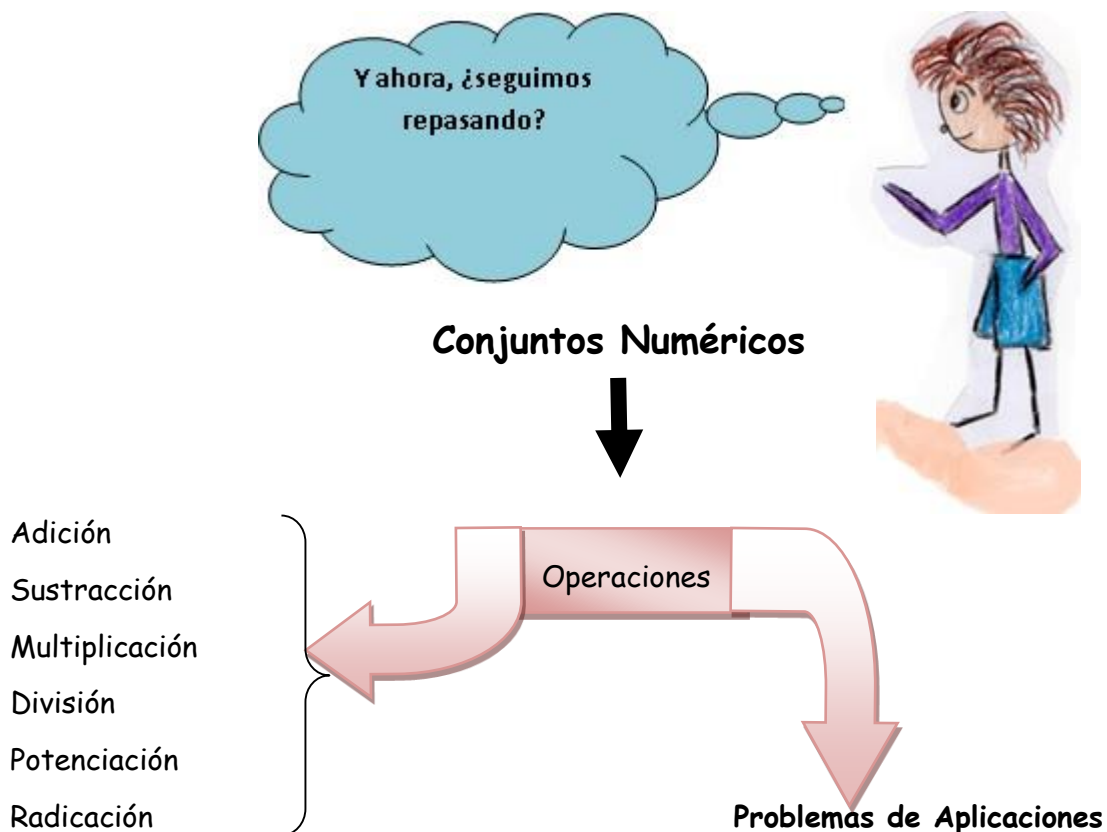 Y ahora, ¿seguimos
repasando?
Conjuntos Numéricos
Operaciones
Adición
Sustracción
Multiplicación
División
Potenciación
Radicación
Problemas de Aplicaciones